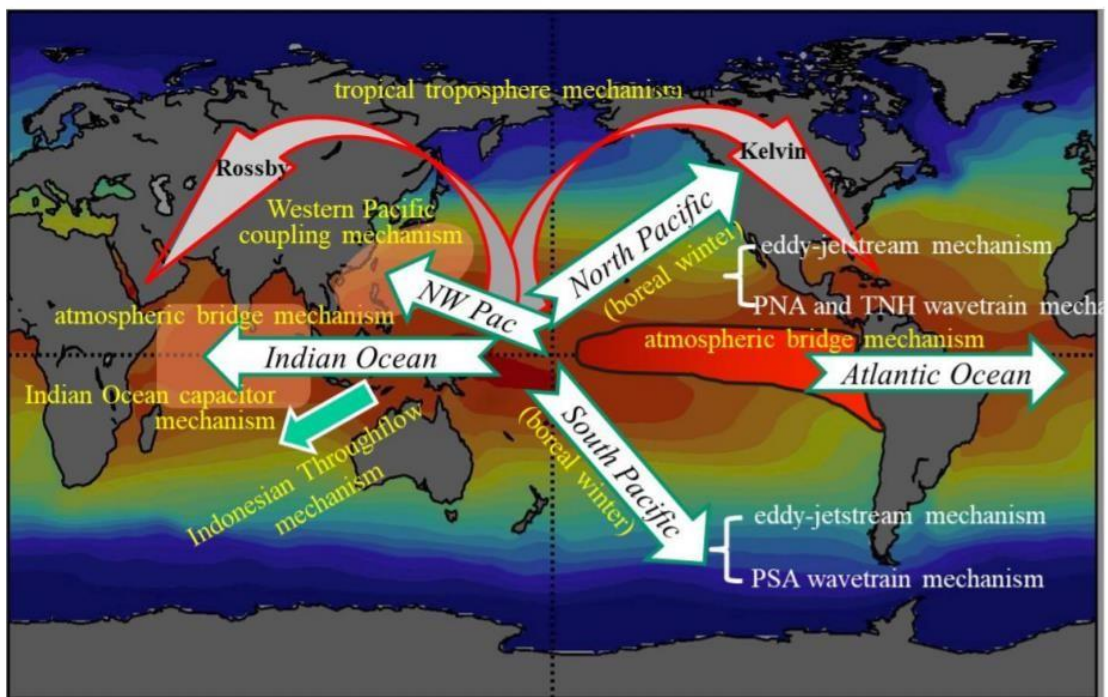 tropical troposphere mechanism
Rossby
Kelvin
Western Pacific
coupling mechanism
North Pacific
(boreal winter)
eddy-jetstream mechanism
PNA and TNH wavetrain mecha
NW Pac
atmospheric bridge mechanism
atmospheric bridge mechanism
Indian Ocean
Atlantic Ocean
Indian Ocean capacitor
mechanism
Indonesian Throughflow
mechanism
South Pacific
(boreal winter)
eddy-jetstream mechanism
PSA wavetrain mechanism